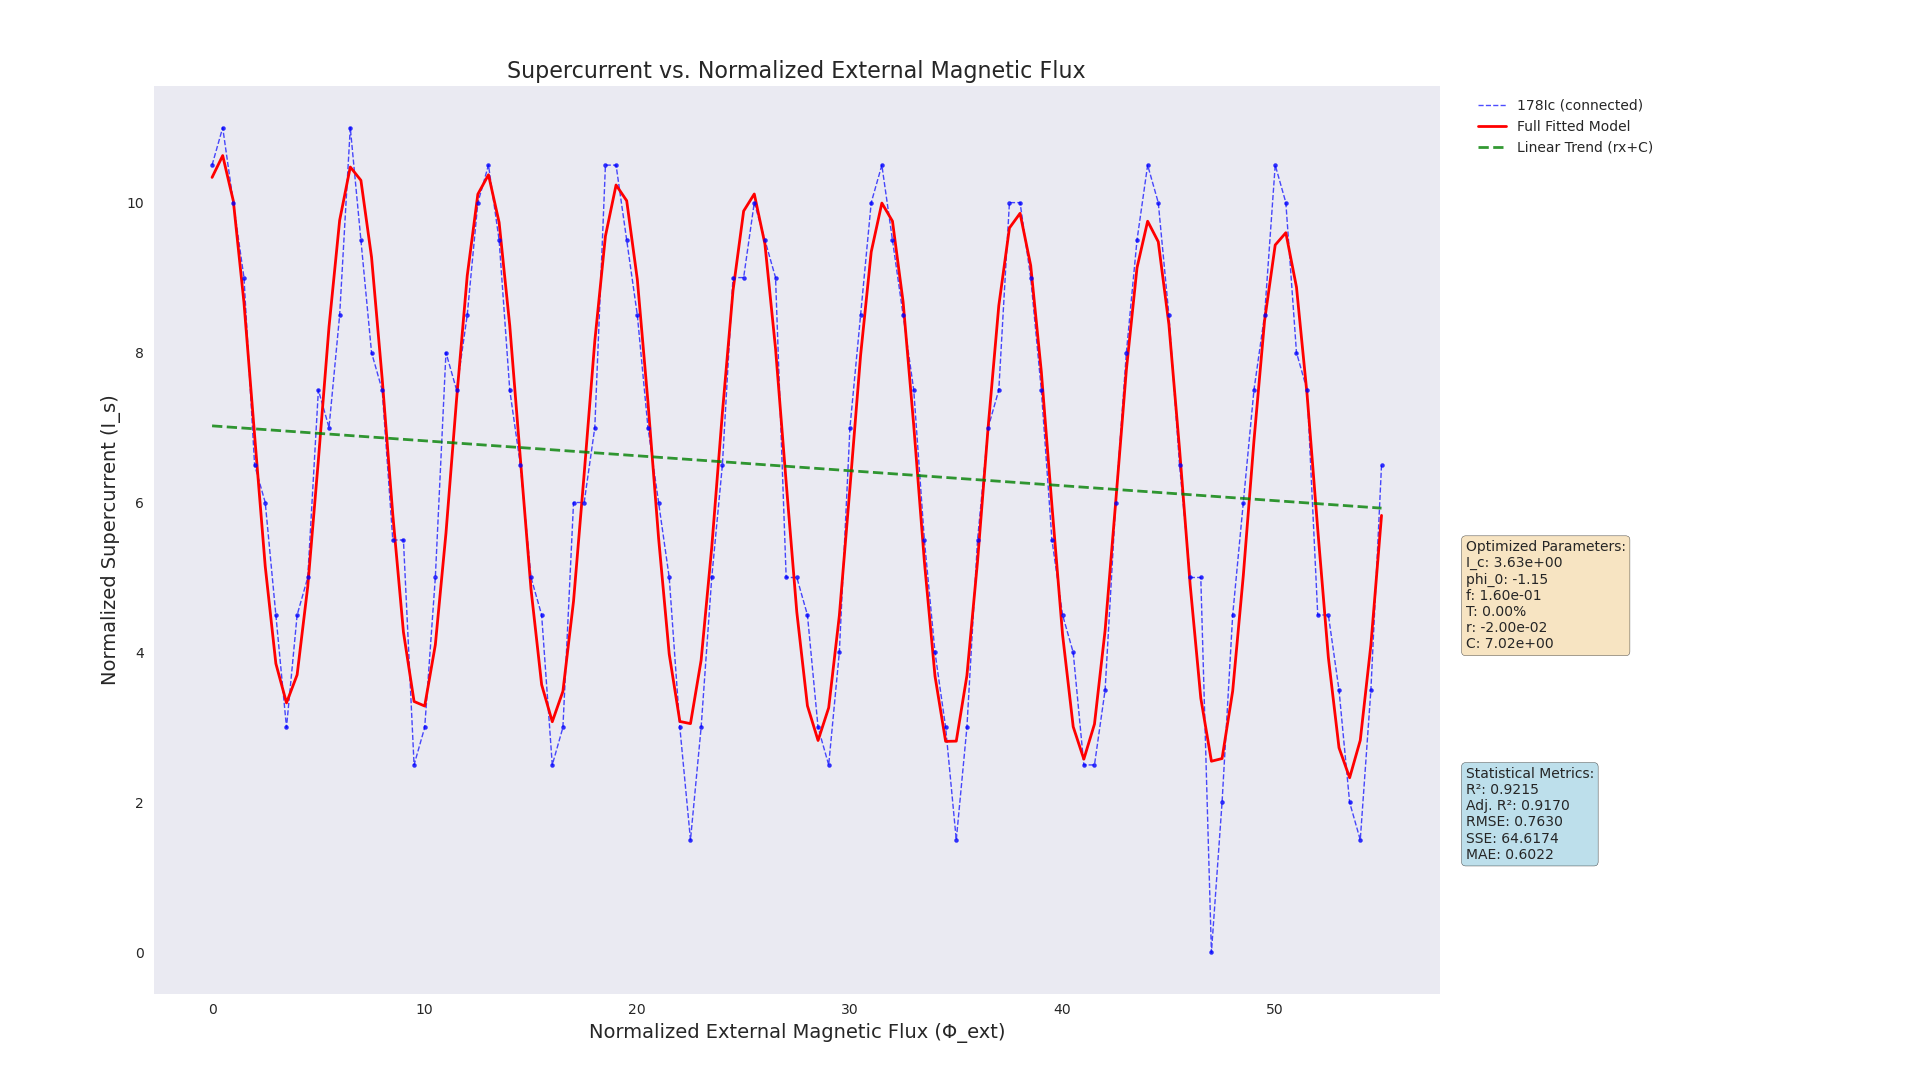 Supercurrent vs. Normalized External Magnetic Flux
178Ic (connected)
Full Fitted Model
Linear Trend (rx+C)
Normalized Supercurrent (I_s)
10
8
6
4
2
0
0 10 20 30 40 50
Normalized External Magnetic Flux (Φ_ext)
Optimized Parameters:
I_c: 3.63e+00
phi_0: -1.15
f: 1.60e-01
T: 0.00%
r: -2.00e-02
C: 7.02e+00
Statistical Metrics:
R²: 0.9215
Adj. R²: 0.9170
RMSE: 0.7630
SSE: 64.6174
MAE: 0.6022